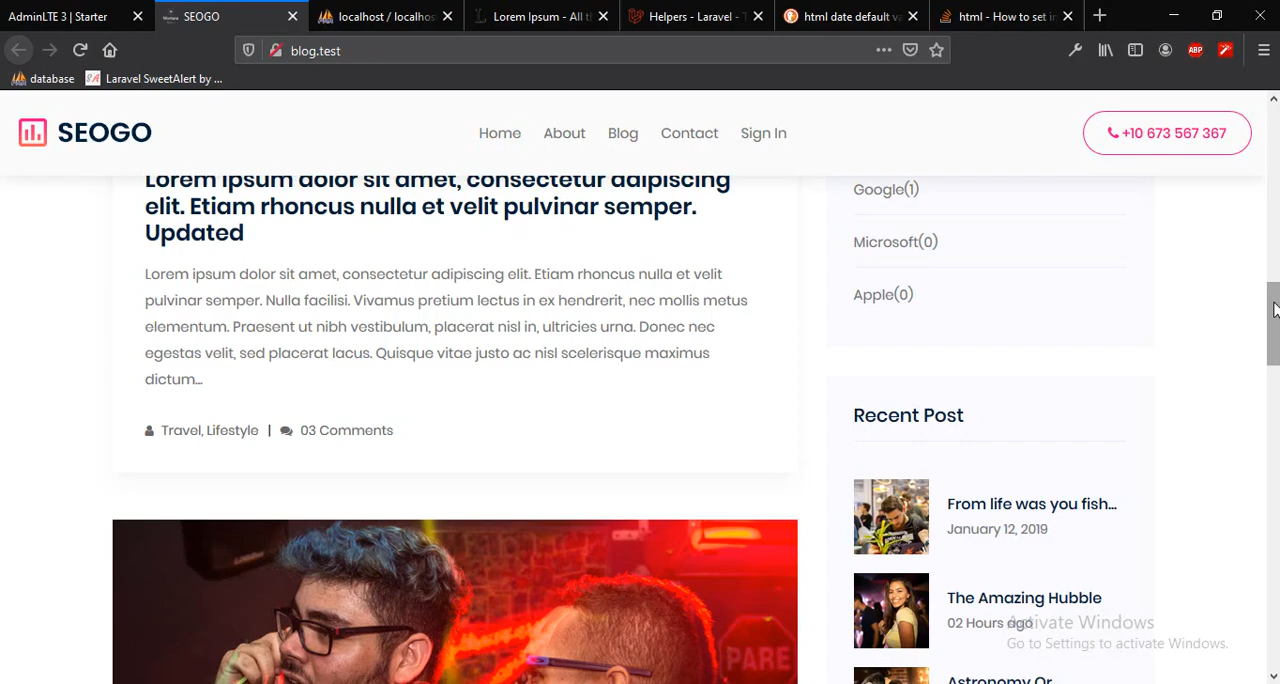 AdminLTE 3 | Starter
SEOGO
localhost / localhos
Lorem Ipsum - All t
Helpers - Laravel - T
html date default va
html - How to set in
blog.test
ABP
database
Laravel SweetAlert by ...
SEOGO
Home
About
Blog
Contact
Sign In
+10 673 567 367
Lorem ipsum dolor sit amet, consectetur adipiscing
elit. Etiam rhoncus nulla et velit pulvinar semper.
Updated
Lorem ipsum dolor sit amet, consectetur adipiscing elit. Etiam rhoncus nulla et velit
pulvinar semper. Nulla facilisi. Vivamus pretium lectus in ex hendrerit, nec mollis metus
elementum. Praesent ut nibh vestibulum, placerat nisl in, ultricies urna. Donec nec
egestas velit, sed placerat lacus. Quisque vitae justo ac nisl scelerisque maximus
dictum...
Travel, Lifestyle | 03 Comments
PARE
Google(1)
Microsoft(0)
Apple(0)
Recent Post
From life was you fish...
January 12, 2019
The Amazing Hubble
02 Hours ago
Astronomy Or
Activate Windows
Go to Settings to activate Windows.